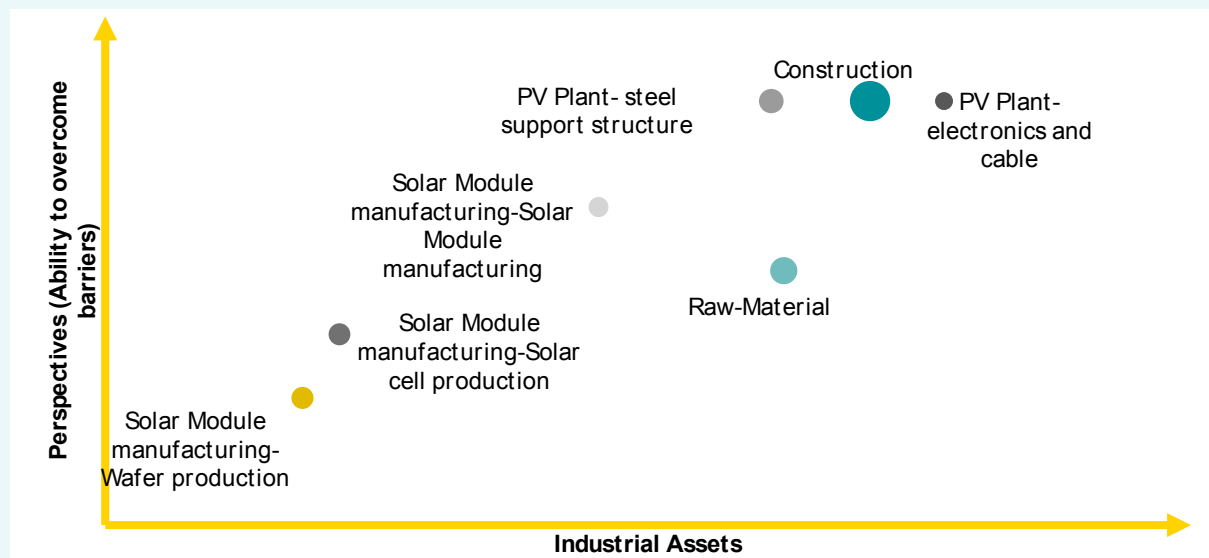 Perspectives (Ability to overcome
barriers)
Construction
PV Plant- steel
support structure
PV Plant-
electronics and
cable
Solar Module
manufacturing-Solar
Module
manufacturing
Raw-Material
Solar Module
manufacturing-Solar
cell production
Solar Module
manufacturing-
Wafer production
Industrial Assets